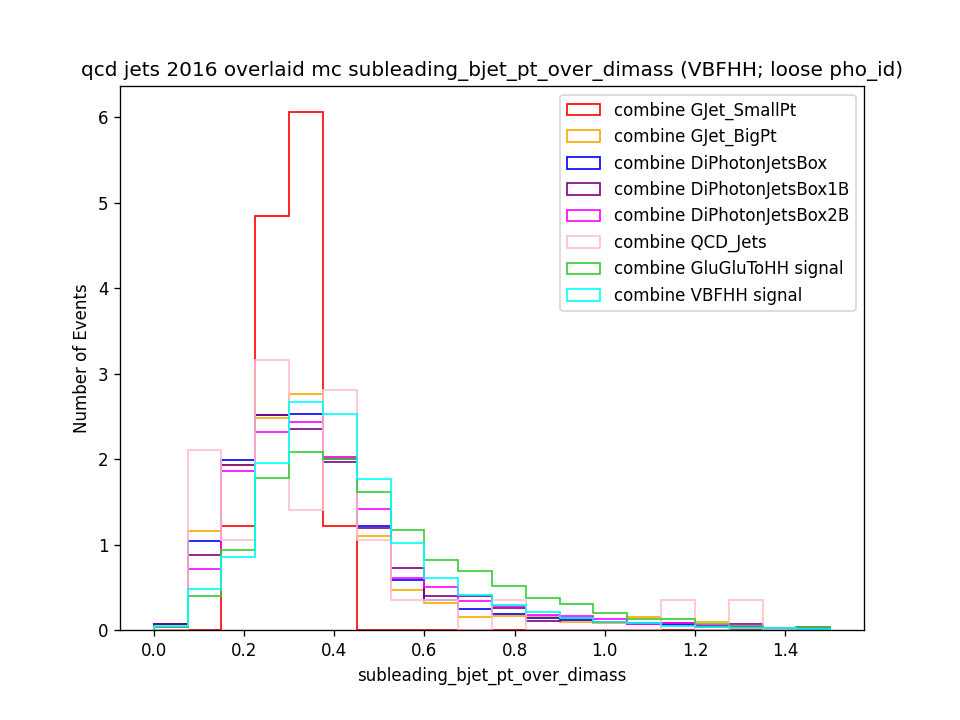 qcd jets 2016 overlaid mc subleading_bjet_pt_over_dimass (VBFHH; loose pho_id)
combine GJet_SmallPt
combine GJet_BigPt
combine DiPhotonJetsBox
combine DiPhotonJetsBox1B
combine DiPhotonJetsBox2B
combine QCD_Jets
combine GluGluToHH signal
combine VBFHH signal
Number of Events
6
5
4
3
2
1
0
0.0 0.2 0.4 0.6 0.8 1.0 1.2 1.4
subleading_bjet_pt_over_dimass